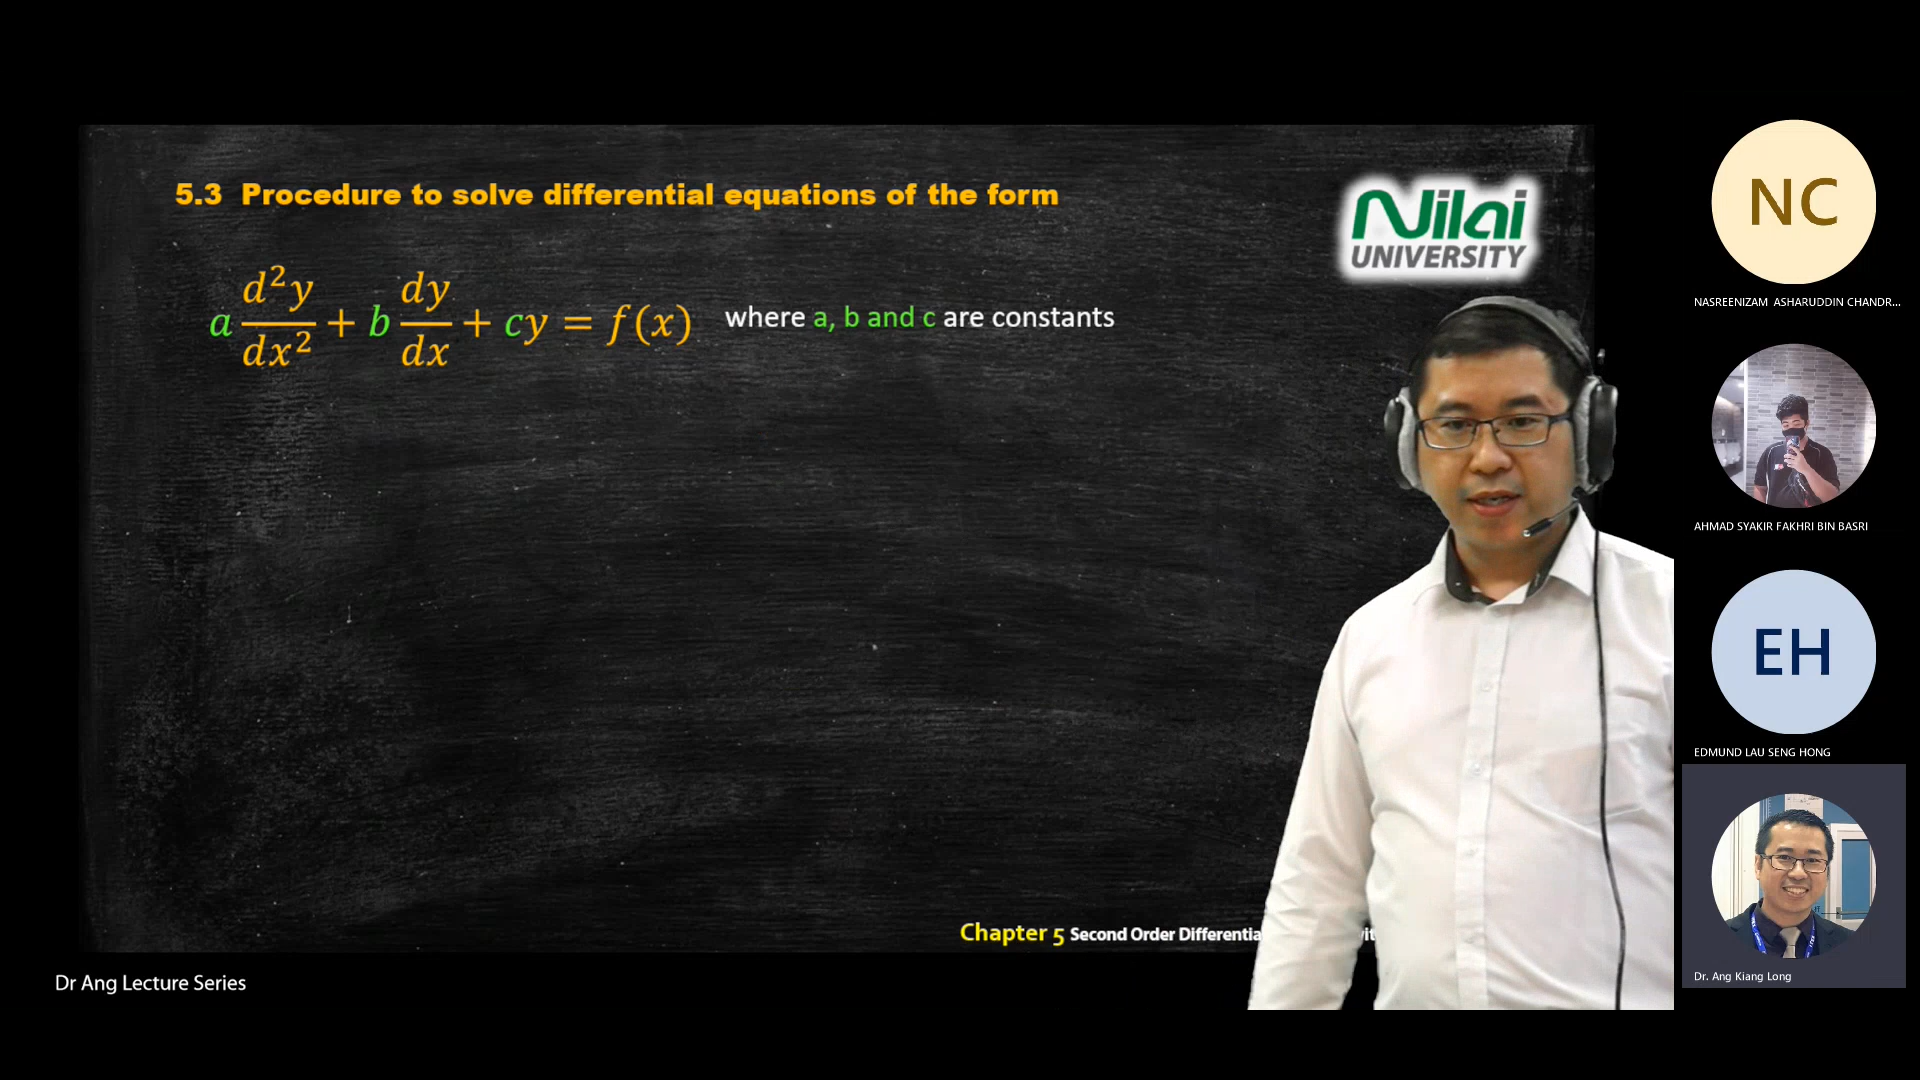 5.3 Procedure to solve differential equations of the form
a d²y/dx² + b dy/dx + cy = f(x) where a, b and c are constants
Nilai
UNIVERSITY
Chapter 5 Second Order Differentia
Dr Ang Lecture Series
NC
NASREENIZAM ASHARUDDIN CHANDR...
AHMAD SYAKIR FAKHRI BIN BASRI
EH
EDMUND LAU SENG HONG
Dr. Ang Kiang Long